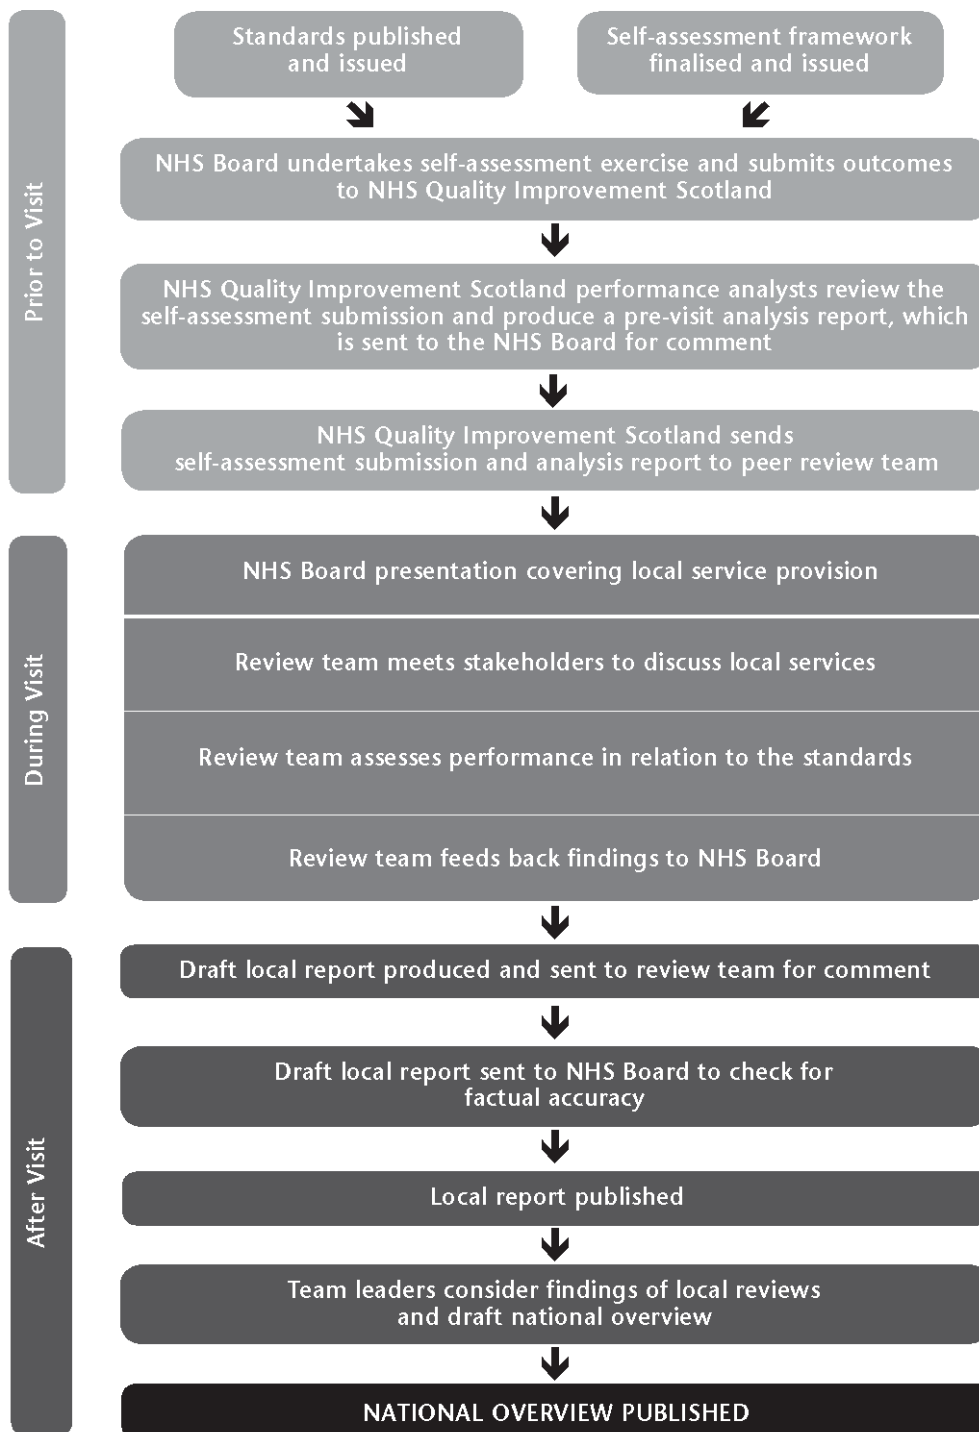 Prior to Visit
Standards published
and issued
Self-assessment framework
finalised and issued
NHS Board undertakes self-assessment exercise and submits outcomes
to NHS Quality Improvement Scotland
NHS Quality Improvement Scotland performance analysts review the
self-assessment submission and produce a pre-visit analysis report, which
is sent to the NHS Board for comment
NHS Quality Improvement Scotland sends
self-assessment submission and analysis report to peer review team
During Visit
NHS Board presentation covering local service provision
Review team meets stakeholders to discuss local services
Review team assesses performance in relation to the standards
Review team feeds back findings to NHS Board
After Visit
Draft local report produced and sent to review team for comment
Draft local report sent to NHS Board to check for
factual accuracy
Local report published
Team leaders consider findings of local reviews
and draft national overview
NATIONAL OVERVIEW PUBLISHED